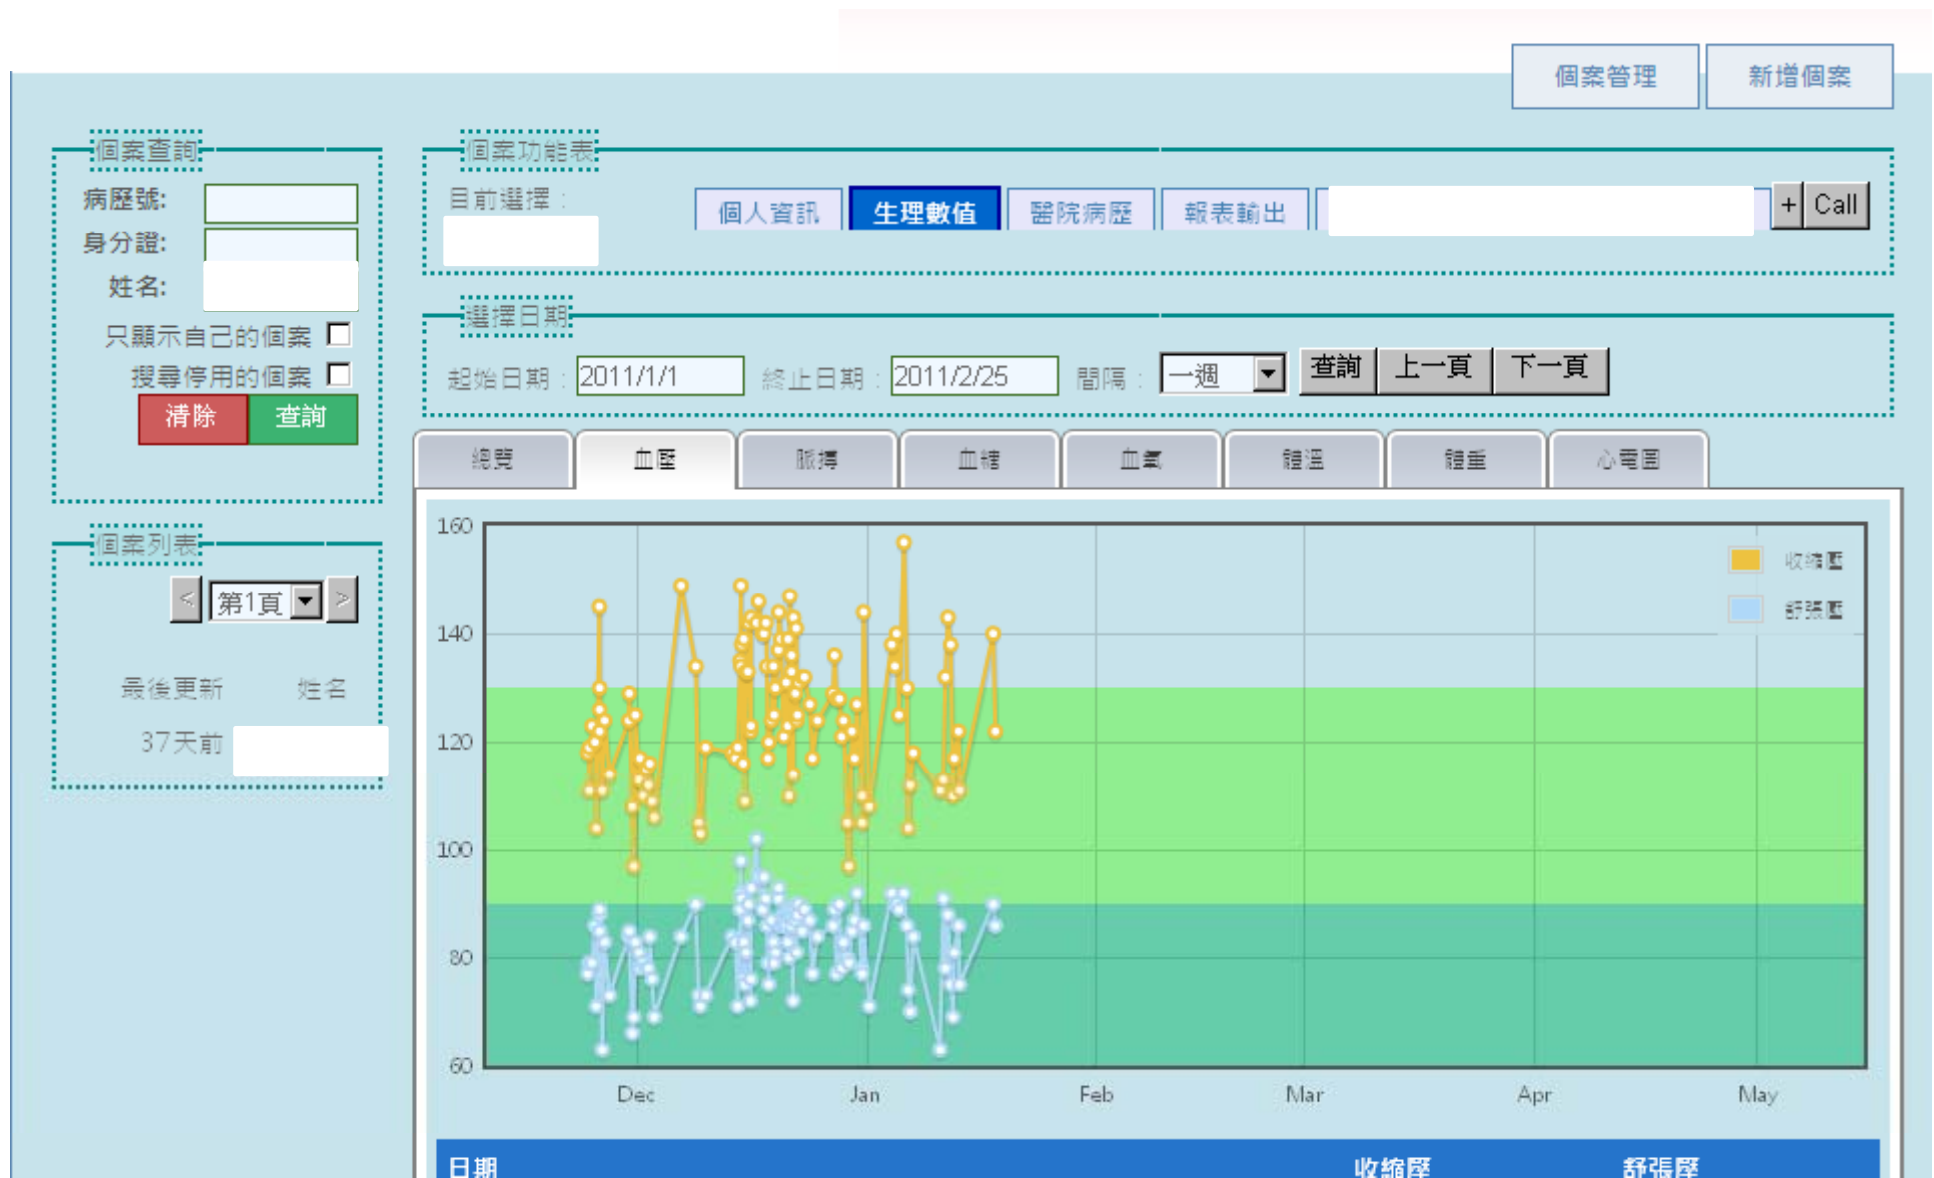 個案管理 新增個案
個案查詢
病歷號:
身分證:
姓名:
只顯示自己的個案
搜尋停用的個案
清除 查詢
個案列表
< 第1頁 >
最後更新 姓名
37天前
個案功能表
目前選擇：
個人資訊 生理數值 醫院病歷 報表輸出 + Call
選擇日期
起始日期： 2011/1/1 終止日期： 2011/2/25 間隔： 一週 查詢 上一頁 下一頁
總覽 血壓 脈搏 血糖 血氧 體溫 體重 心電圖
160
140
120
100
80
60
收縮壓
舒張壓
Dec Jan Feb Mar Apr May
日期 收縮壓 舒張壓